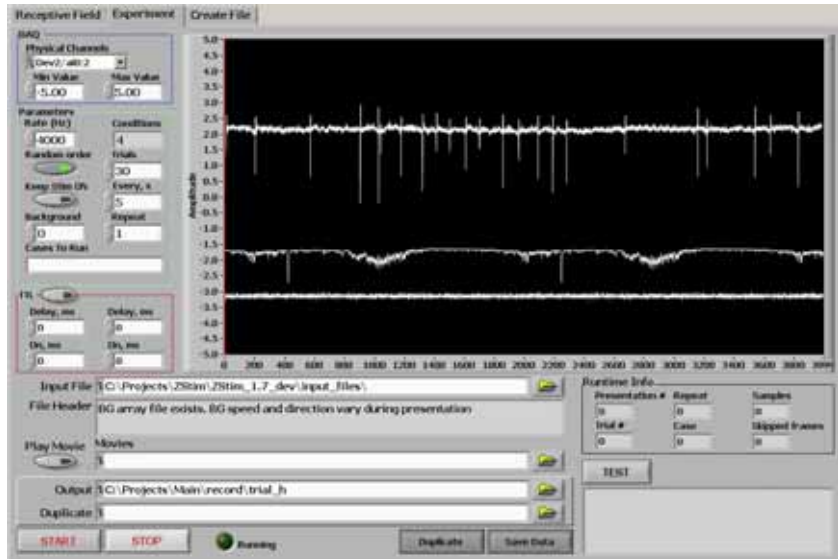 Receptive Field Experiment Create File
DAQ
Physical Channels
Dev2/ai0:2
Min Value Max Value
-5.00 5.00
Parameters
Rate (Hz) Conditions
4000 4
Random order Trials
30
Keep Stim ON Every, s
5
Background Repeat
0 1
Cases To Run
TTL
Delay, ms Delay, ms
0 0
On, ms On, ms
0 0
Amplitude
5.0
4.5
4.0
3.5
3.0
2.5
2.0
1.5
1.0
0.5
0.0
-0.5
-1.0
-1.5
-2.0
-2.5
-3.0
-3.5
-4.0
-4.5
-5.0
0 200 400 600 800 1000 1200 1400 1600 1800 2000 2200 2400 2600 2800 3000 3200 3400 3600 3999
Input File C:\Projects\ZStim\ZStim_1.7_dev\input_files\
File Header BG array file exists. BG speed and direction vary during presentation
Play Movie Movies
Output C:\Projects\Main\record\trial_h
Duplicate
START STOP Running Duplicate Save Data
Runtime Info
Presentation # Repeat Samples
0 0 0
Trial # Case Skipped frames
0 0 0
TEST